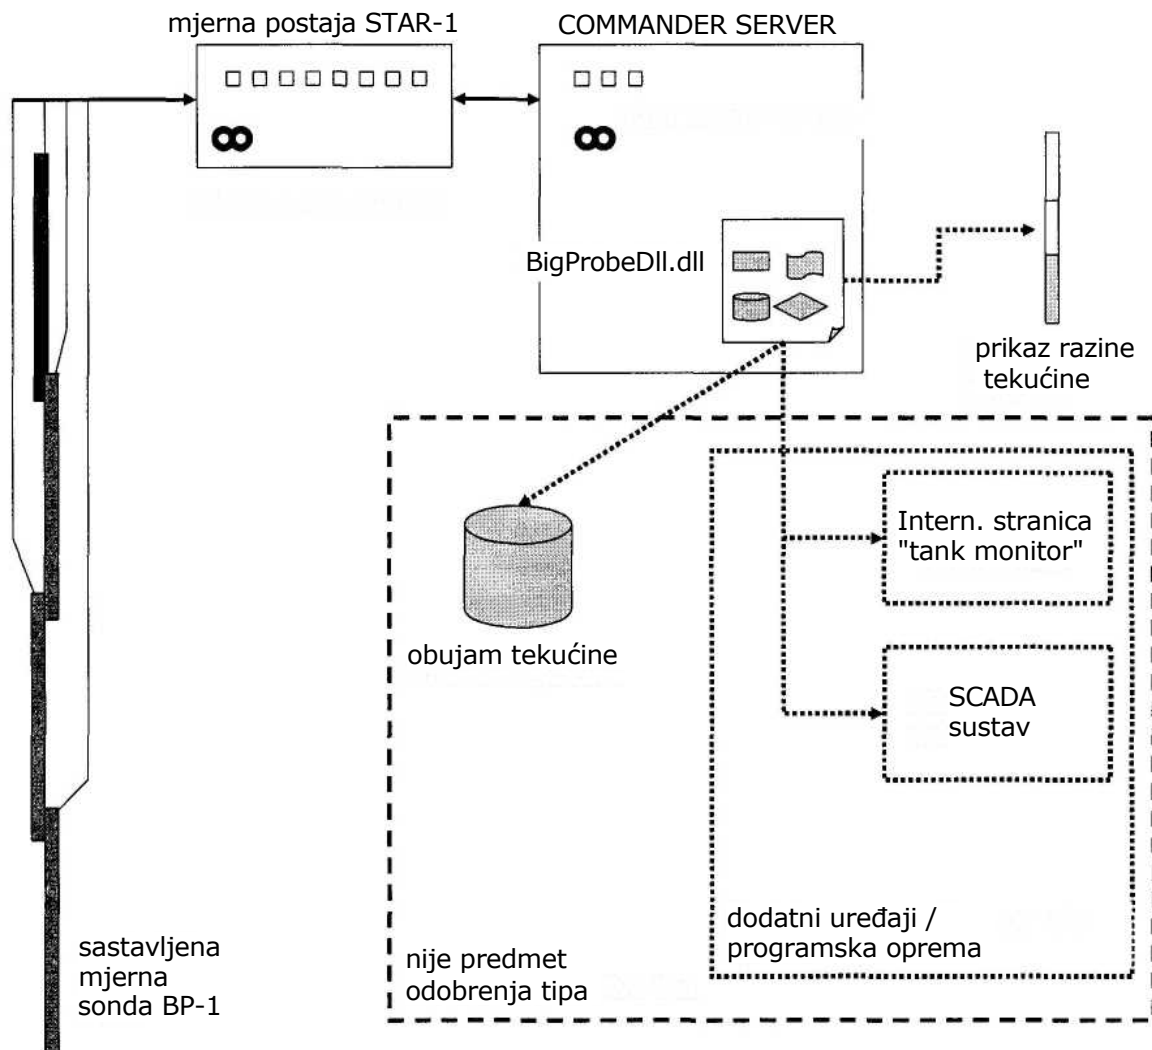 mjerna postaja STAR-1
COMMANDER SERVER
BigProbeDll.dll
prikaz razine
tekućine
Intern. stranica
"tank monitor"
obujam tekućine
SCADA
sustav
dodatni uređaji /
programska oprema
sastavljena
mjerna
sonda BP-1
nije predmet
odobrenja tipa